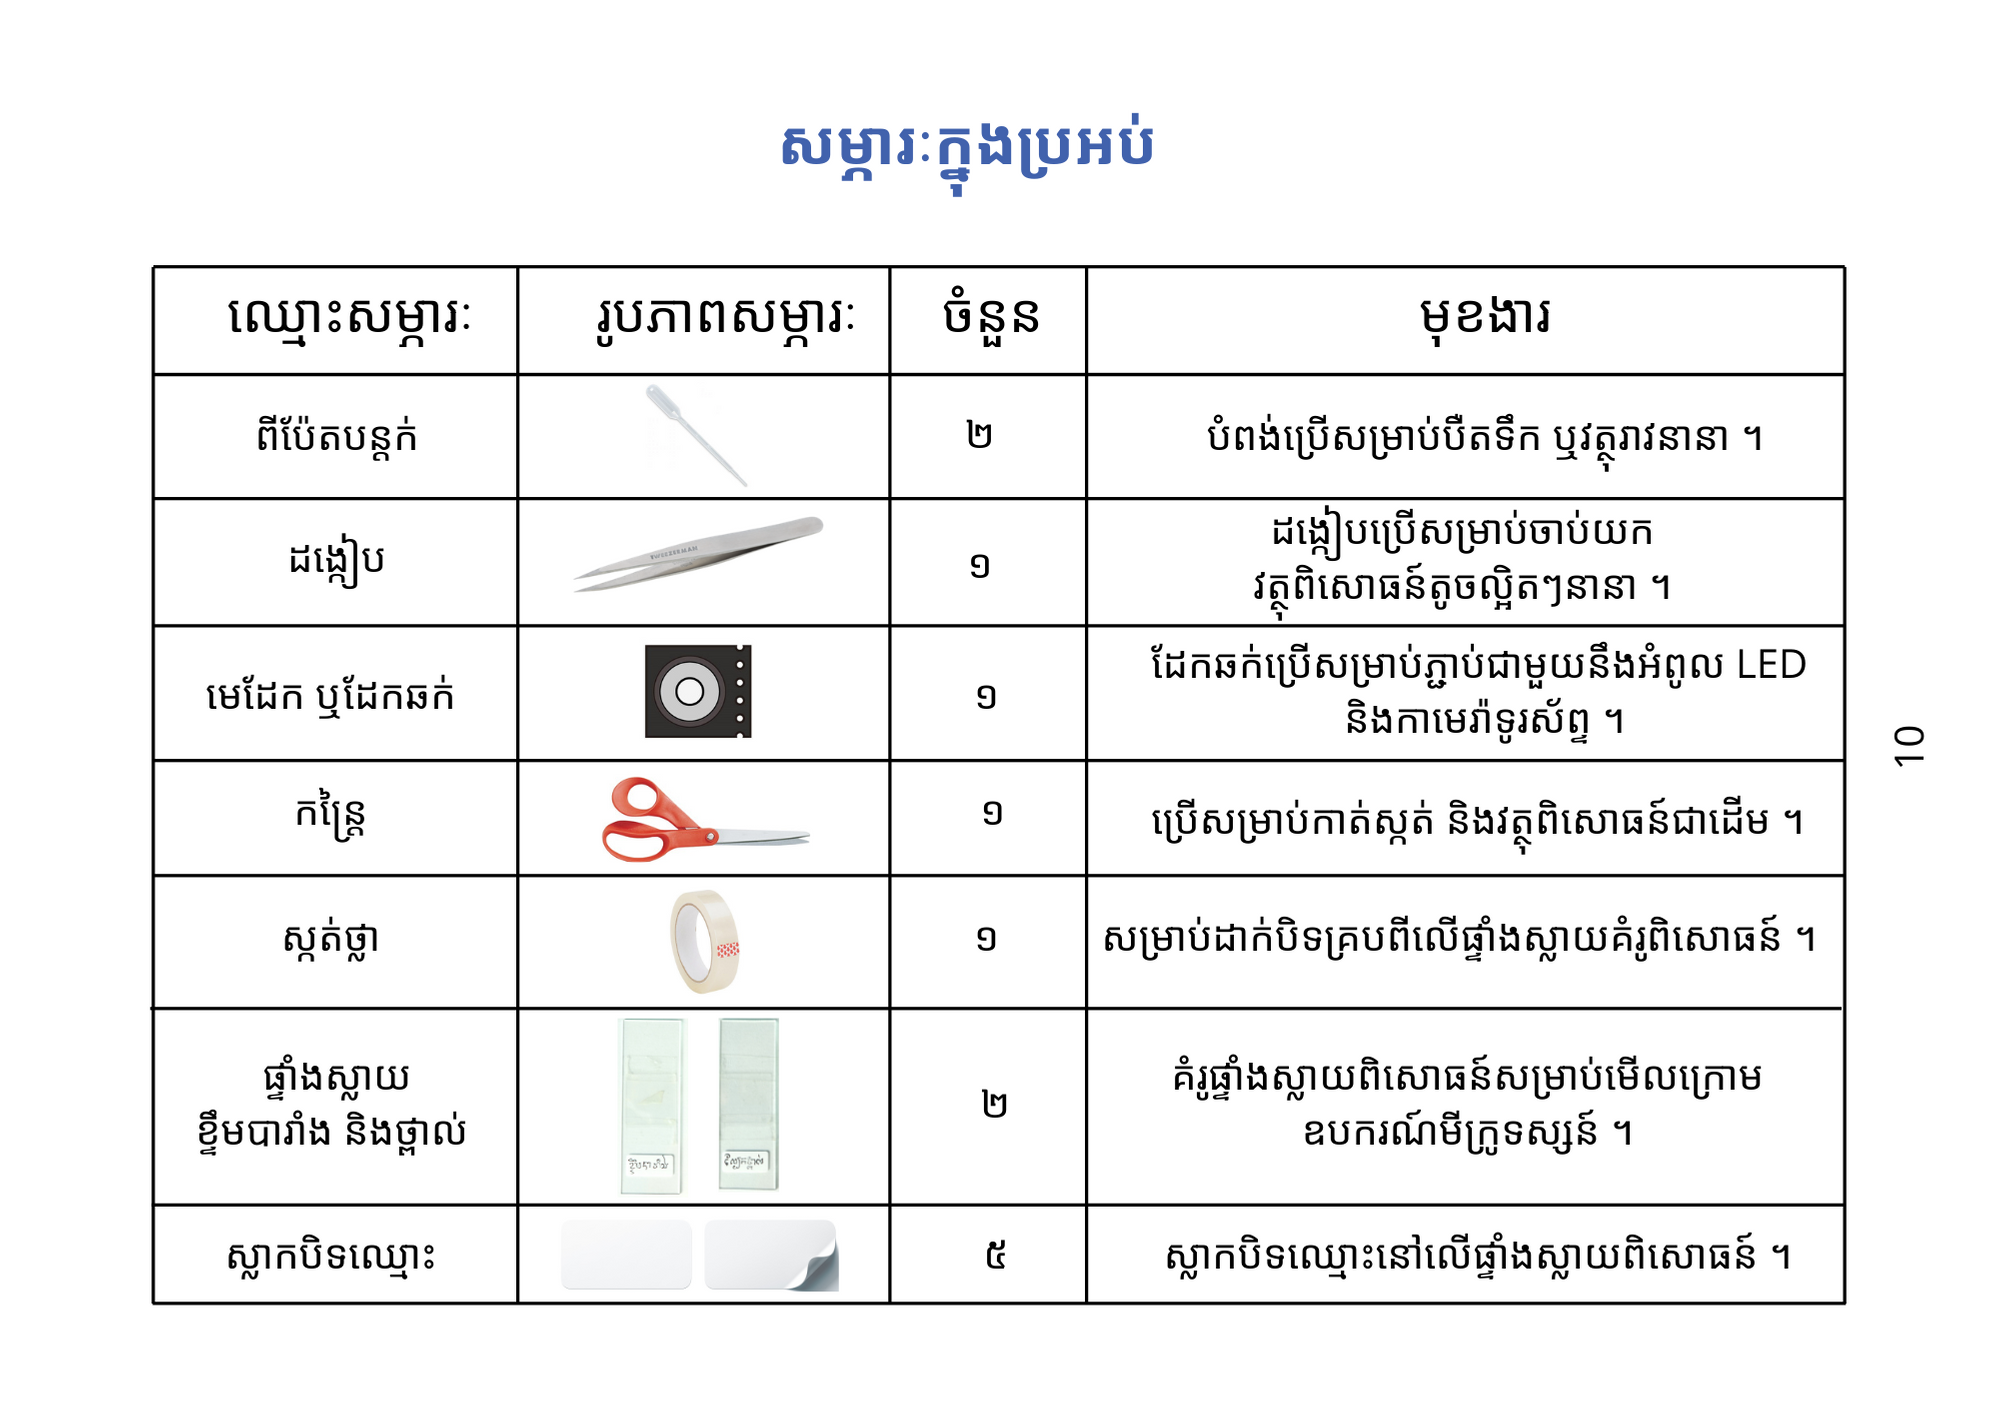 សម្ភារៈក្នុងប្រអប់
ឈ្មោះសម្ភារៈ
រូបភាពសម្ភារៈ
ចំនួន
មុខងារ
ពីប៉ែតបន្តក់
២
បំពង់ប្រើសម្រាប់បឺតទឹក ឬវត្ថុរាវនានា ។
ដង្កៀប
TWEEZERMAN
១
ដង្កៀបប្រើសម្រាប់ចាប់យក
វត្ថុពិសោធន៍តូចល្អិតៗនានា ។
មេដែក ឬដែកឆក់
១
ដែកឆក់ប្រើសម្រាប់ភ្ជាប់ជាមួយនឹងអំពូល LED
និងកាមេរ៉ាទូរស័ព្ទ ។
កន្ត្រៃ
១
ប្រើសម្រាប់កាត់ស្កត់ និងវត្ថុពិសោធន៍ជាដើម ។
ស្កត់ថ្លា
១
សម្រាប់ដាក់បិទគ្របពីលើផ្ទាំងស្លាយគំរូពិសោធន៍ ។
ផ្ទាំងស្លាយ
ខ្ទឹមបារាំង និងថ្ពាល់
២
គំរូផ្ទាំងស្លាយពិសោធន៍សម្រាប់មើលក្រោម
ឧបករណ៍មីក្រូទស្សន៍ ។
ស្លាកបិទឈ្មោះ
៥
ស្លាកបិទឈ្មោះនៅលើផ្ទាំងស្លាយពិសោធន៍ ។
10